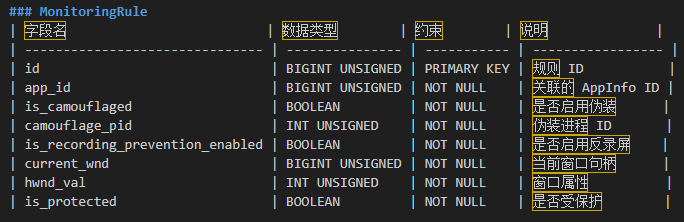 ### MonitoringRule
| 字段名 | 数据类型 | 约束 | 说明 |
| ------------------------------ | --------------- | ----------- | ----------------- |
| id | BIGINT UNSIGNED | PRIMARY KEY | 规则 ID |
| app_id | BIGINT UNSIGNED | NOT NULL | 关联的 AppInfo ID |
| is_camouflaged | BOOLEAN | NOT NULL | 是否启用伪装 |
| camouflage_pid | INT UNSIGNED | NOT NULL | 伪装进程 ID |
| is_recording_prevention_enabled | BOOLEAN | NOT NULL | 是否启用反录屏 |
| current_wnd | BIGINT UNSIGNED | NOT NULL | 当前窗口句柄 |
| hwnd_val | INT UNSIGNED | NOT NULL | 窗口属性 |
| is_protected | BOOLEAN | NOT NULL | 是否受保护 |